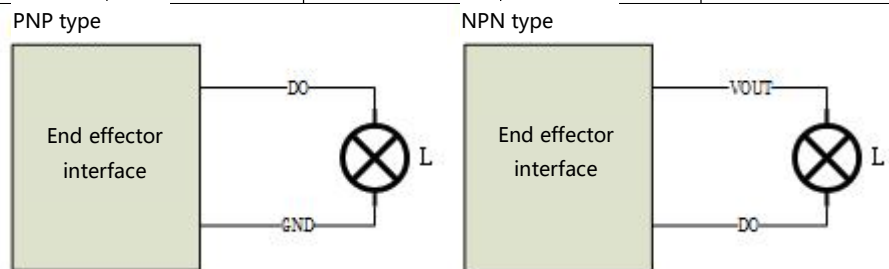 PNP type
NPN type
End effector
interface
DO
L
GND
End effector
interface
VOUT
L
DO